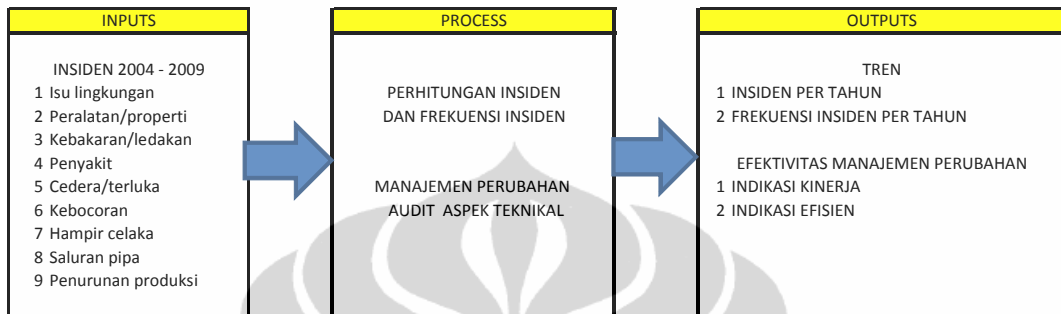 INPUTS
INSIDEN 2004 - 2009
1 Isu lingkungan
2 Peralatan/properti
3 Kebakaran/ledakan
4 Penyakit
5 Cedera/terluka
6 Kebocoran
7 Hampir celaka
8 Saluran pipa
9 Penurunan produksi
PROCESS
PERHITUNGAN INSIDEN
DAN FREKUENSI INSIDEN
MANAJEMEN PERUBAHAN
AUDIT ASPEK TEKNIKAL
OUTPUTS
TREN
1 INSIDEN PER TAHUN
2 FREKUENSI INSIDEN PER TAHUN
EFEKTIVITAS MANAJEMEN PERUBAHAN
1 INDIKASI KINERJA
2 INDIKASI EFISIEN